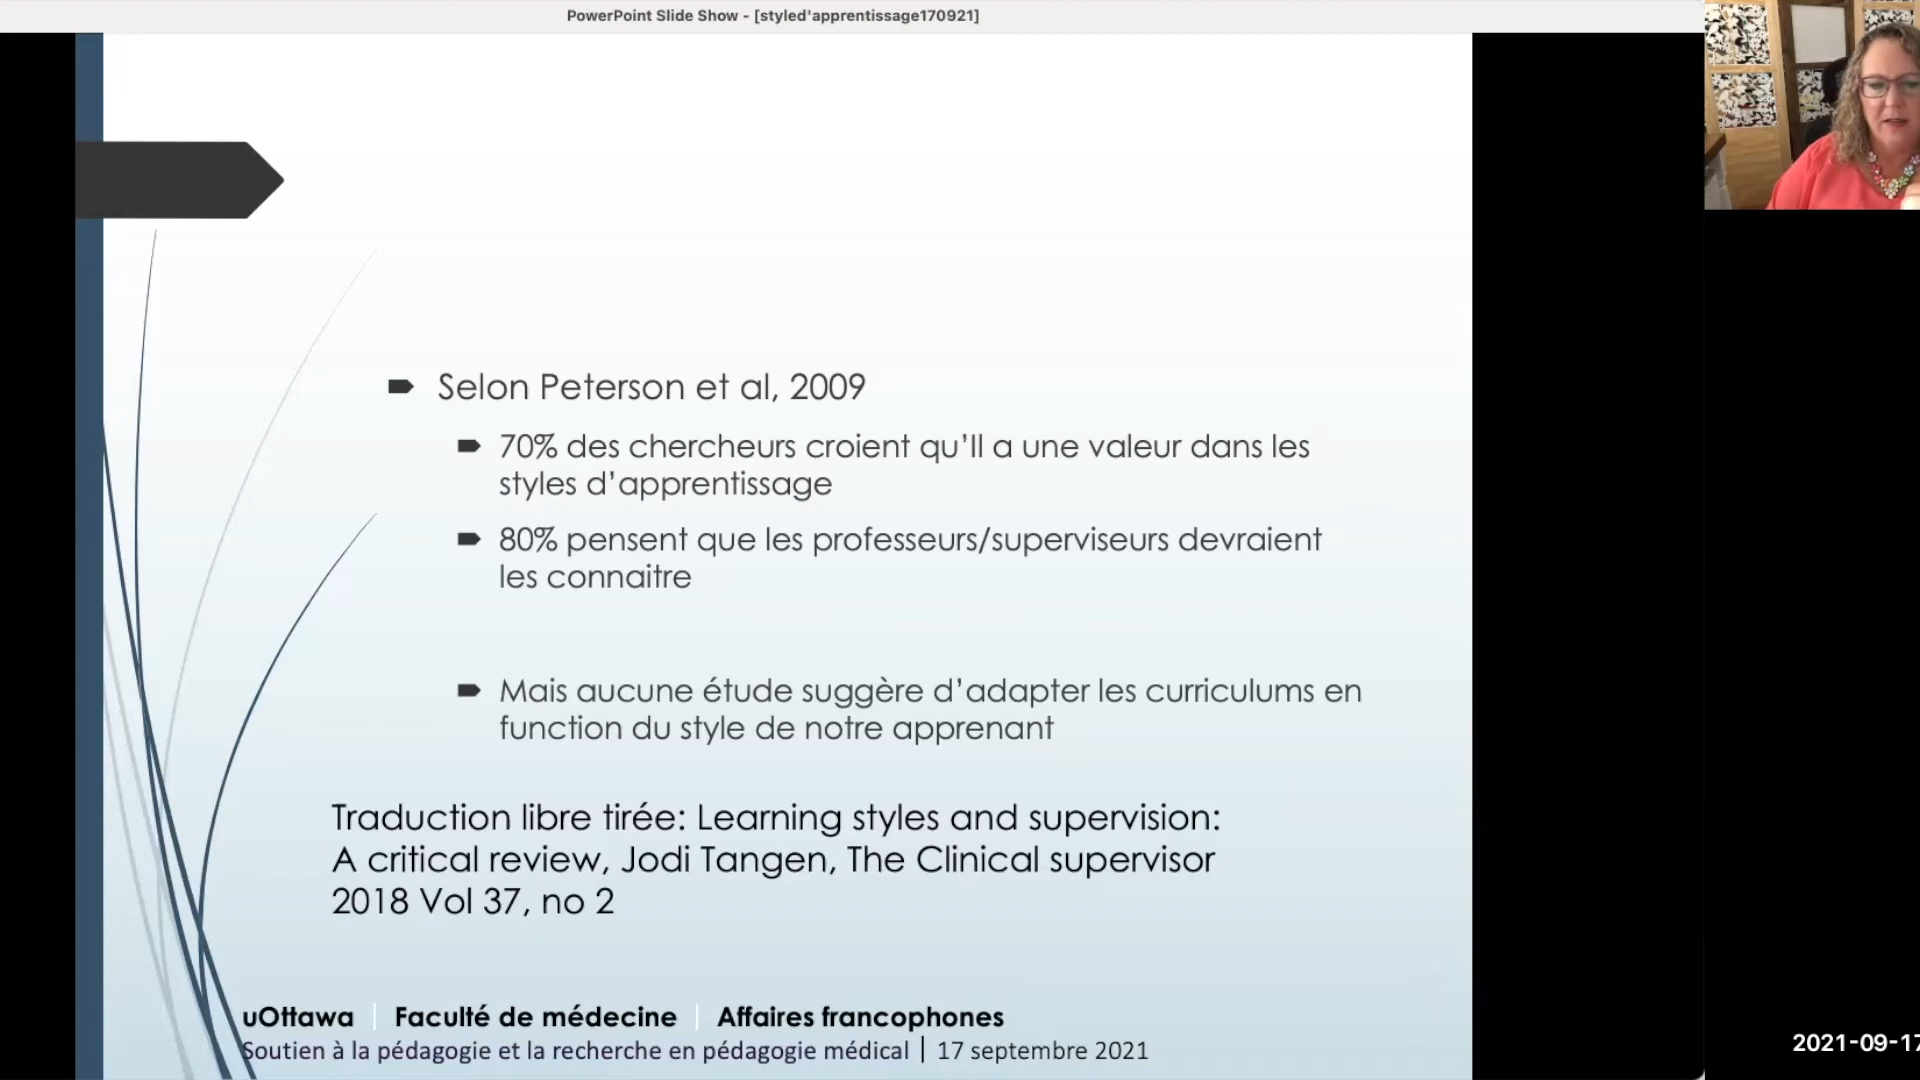 PowerPoint Slide Show - [styled'apprentissage170921]
Selon Peterson et al, 2009
70% des chercheurs croient qu’Il a une valeur dans les
styles d’apprentissage
80% pensent que les professeurs/superviseurs devraient
les connaitre
Mais aucune étude suggère d’adapter les curriculums en
function du style de notre apprenant
Traduction libre tirée: Learning styles and supervision:
A critical review, Jodi Tangen, The Clinical supervisor
2018 Vol 37, no 2
uOttawa | Faculté de médecine | Affaires francophones
Soutien à la pédagogie et la recherche en pédagogie médical | 17 septembre 2021
2021-09-17